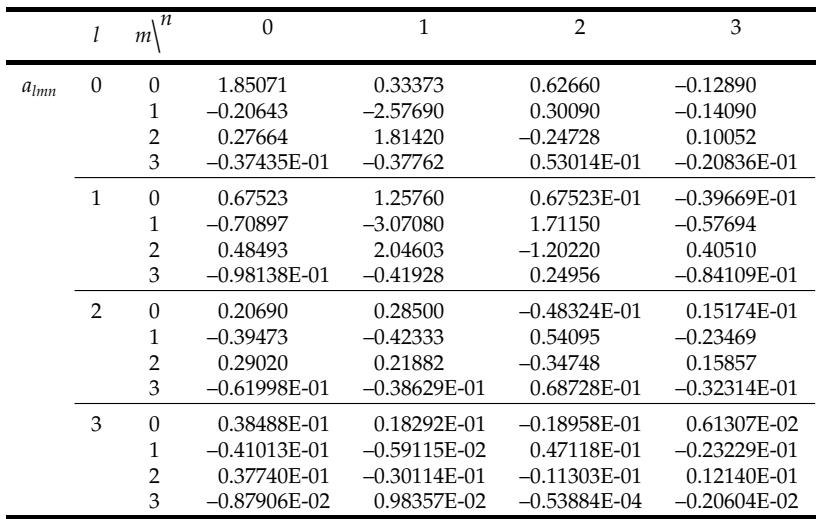 l m\n 0 1 2 3
almn 0 0 1.85071 0.33373 0.62660 –0.12890
1 –0.20643 –2.57690 0.30090 –0.14090
2 0.27664 1.81420 –0.24728 0.10052
3 –0.37435E-01 –0.37762 0.53014E-01 –0.20836E-01
1 0 0.67523 1.25760 0.67523E-01 –0.39669E-01
1 –0.70897 –3.07080 1.71150 –0.57694
2 0.48493 2.04603 –1.20220 0.40510
3 –0.98138E-01 –0.41928 0.24956 –0.84109E-01
2 0 0.20690 0.28500 –0.48324E-01 0.15174E-01
1 –0.39473 –0.42333 0.54095 –0.23469
2 0.29020 0.21882 –0.34748 0.15857
3 –0.61998E-01 –0.38629E-01 0.68728E-01 –0.32314E-01
3 0 0.38488E-01 0.18292E-01 –0.18958E-01 0.61307E-02
1 –0.41013E-01 –0.59115E-02 0.47118E-01 –0.23229E-01
2 0.37740E-01 –0.30114E-01 –0.11303E-01 0.12140E-01
3 –0.87906E-02 0.98357E-02 –0.53884E-04 –0.20604E-02